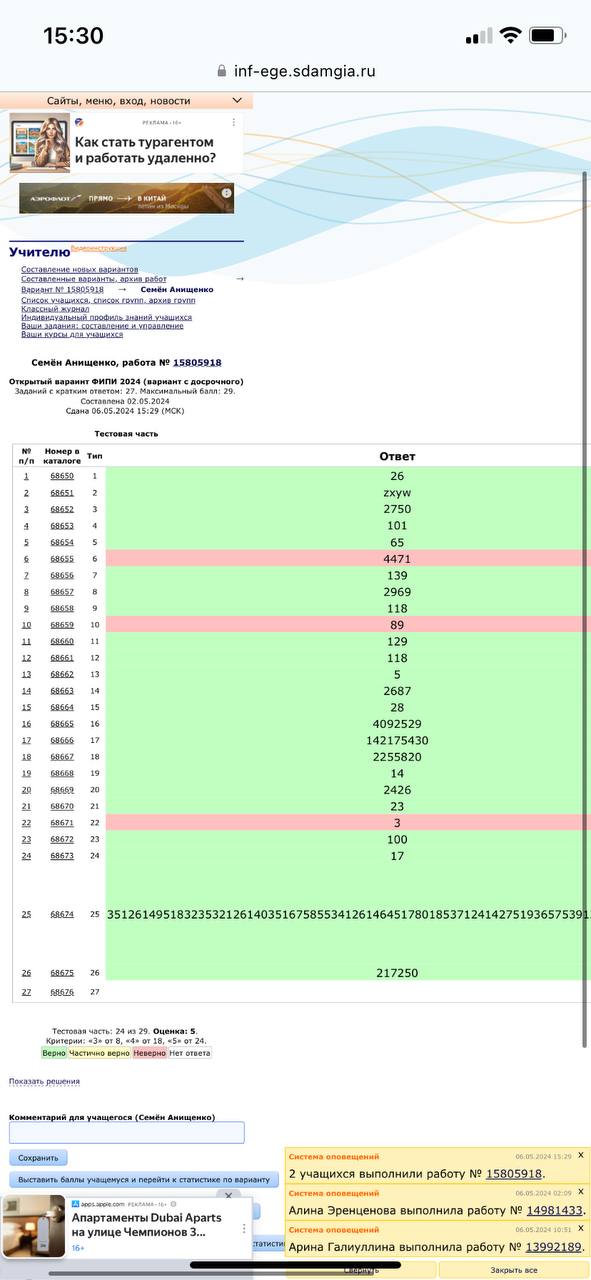 15:30
inf-ege.sdamgia.ru
Сайты, меню, вход, новости
РЕКЛАМА • 16+
Как стать турагентом
и работать удаленно?
АЭРОФЛОТ ПРЯМО → В КИТАЙ
летим из Москвы
Учителю Видеоинструкция
Составление новых вариантов
Составленные варианты, архив работ →
Вариант № 15805918 → Семён Анищенко
Список учащихся, список групп, архив групп
Классный журнал
Индивидуальный профиль знаний учащихся
Ваши задания: составление и управление
Ваши курсы для учащихся
Семён Анищенко, работа № 15805918
Открытый вараинт ФИПИ 2024 (вариант с досрочного)
Заданий с кратким ответом: 27. Максимальный балл: 29.
Составлена 02.05.2024
Сдана 06.05.2024 15:29 (МСК)
Тестовая часть
№ п/п Номер в каталоге Тип Ответ
1 68650 1 26
2 68651 2 zxyw
3 68652 3 2750
4 68653 4 101
5 68654 5 65
6 68655 6 4471
7 68656 7 139
8 68657 8 2969
9 68658 9 118
10 68659 10 89
11 68660 11 129
12 68661 12 118
13 68662 13 5
14 68663 14 2687
15 68664 15 28
16 68665 16 4092529
17 68666 17 142175430
18 68667 18 2255820
19 68668 19 14
20 68669 20 2426
21 68670 21 23
22 68671 22 3
23 68672 23 100
24 68673 24 17
25 68674 25 351261495183235321261403516758553412614645178018537124142751936575391
26 68675 26 217250
27 68676 27
Тестовая часть: 24 из 29. Оценка: 5.
Критерии: «3» от 8, «4» от 18, «5» от 24.
Верно Частично верно Неверно Нет ответа
Показать решения
Комментарий для учащегося (Семён Анищенко)
Сохранить
Выставить баллы учащемуся и перейти к статистике по варианту
статистик
apps.apple.com РЕКЛАМА • 16+
Апартаменты Dubai Aparts
на улице Чемпионов 3...
16+
Система оповещений 06.05.2024 15:29 X
2 учащихся выполнили работу № 15805918.
Система оповещений 06.05.2024 02:09 X
Алина Эренценова выполнила работу № 14981433.
Система оповещений 06.05.2024 10:51 X
Арина Галиуллина выполнила работу № 13992189.
Свернуть Закрыть все